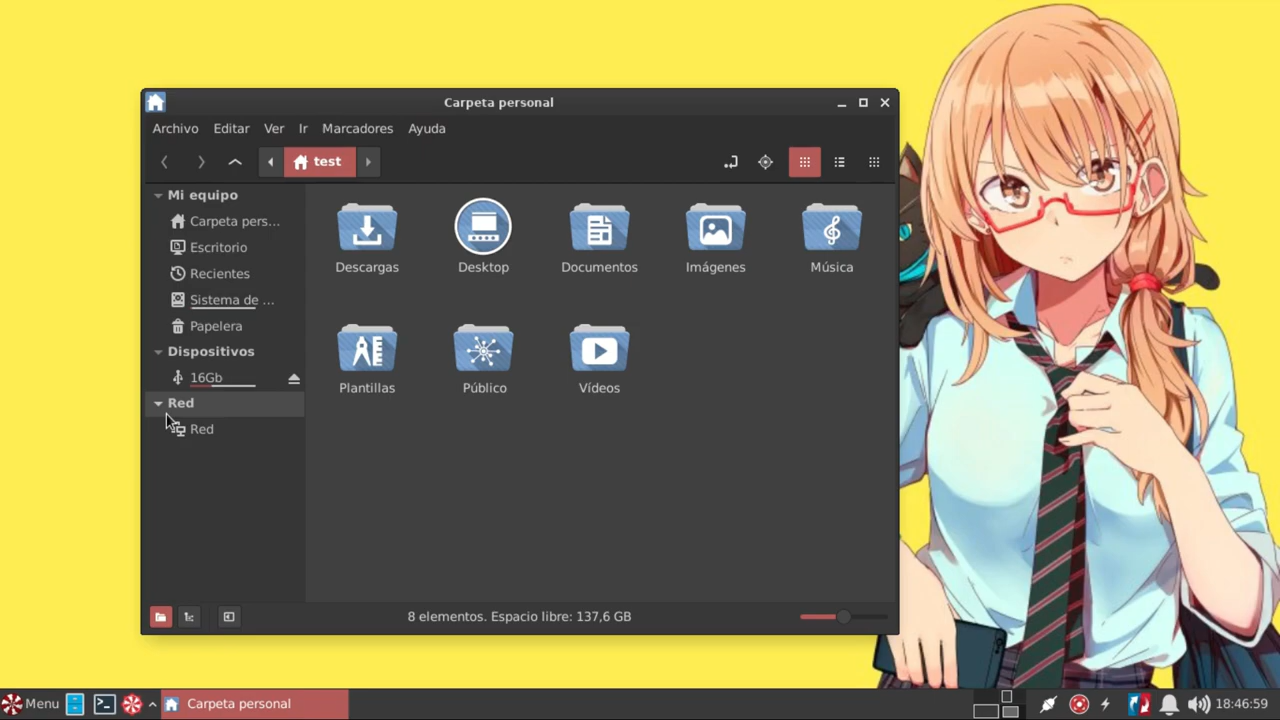 Carpeta personal
Archivo Editar Ver Ir Marcadores Ayuda
test
Mi equipo
Carpeta pers...
Escritorio
Recientes
Sistema de ...
Papelera
Dispositivos
16Gb
Red
Red
Descargas Desktop Documentos Imágenes Música
Plantillas Público Vídeos
8 elementos. Espacio libre: 137,6 GB
Menu Carpeta personal 18:46:59